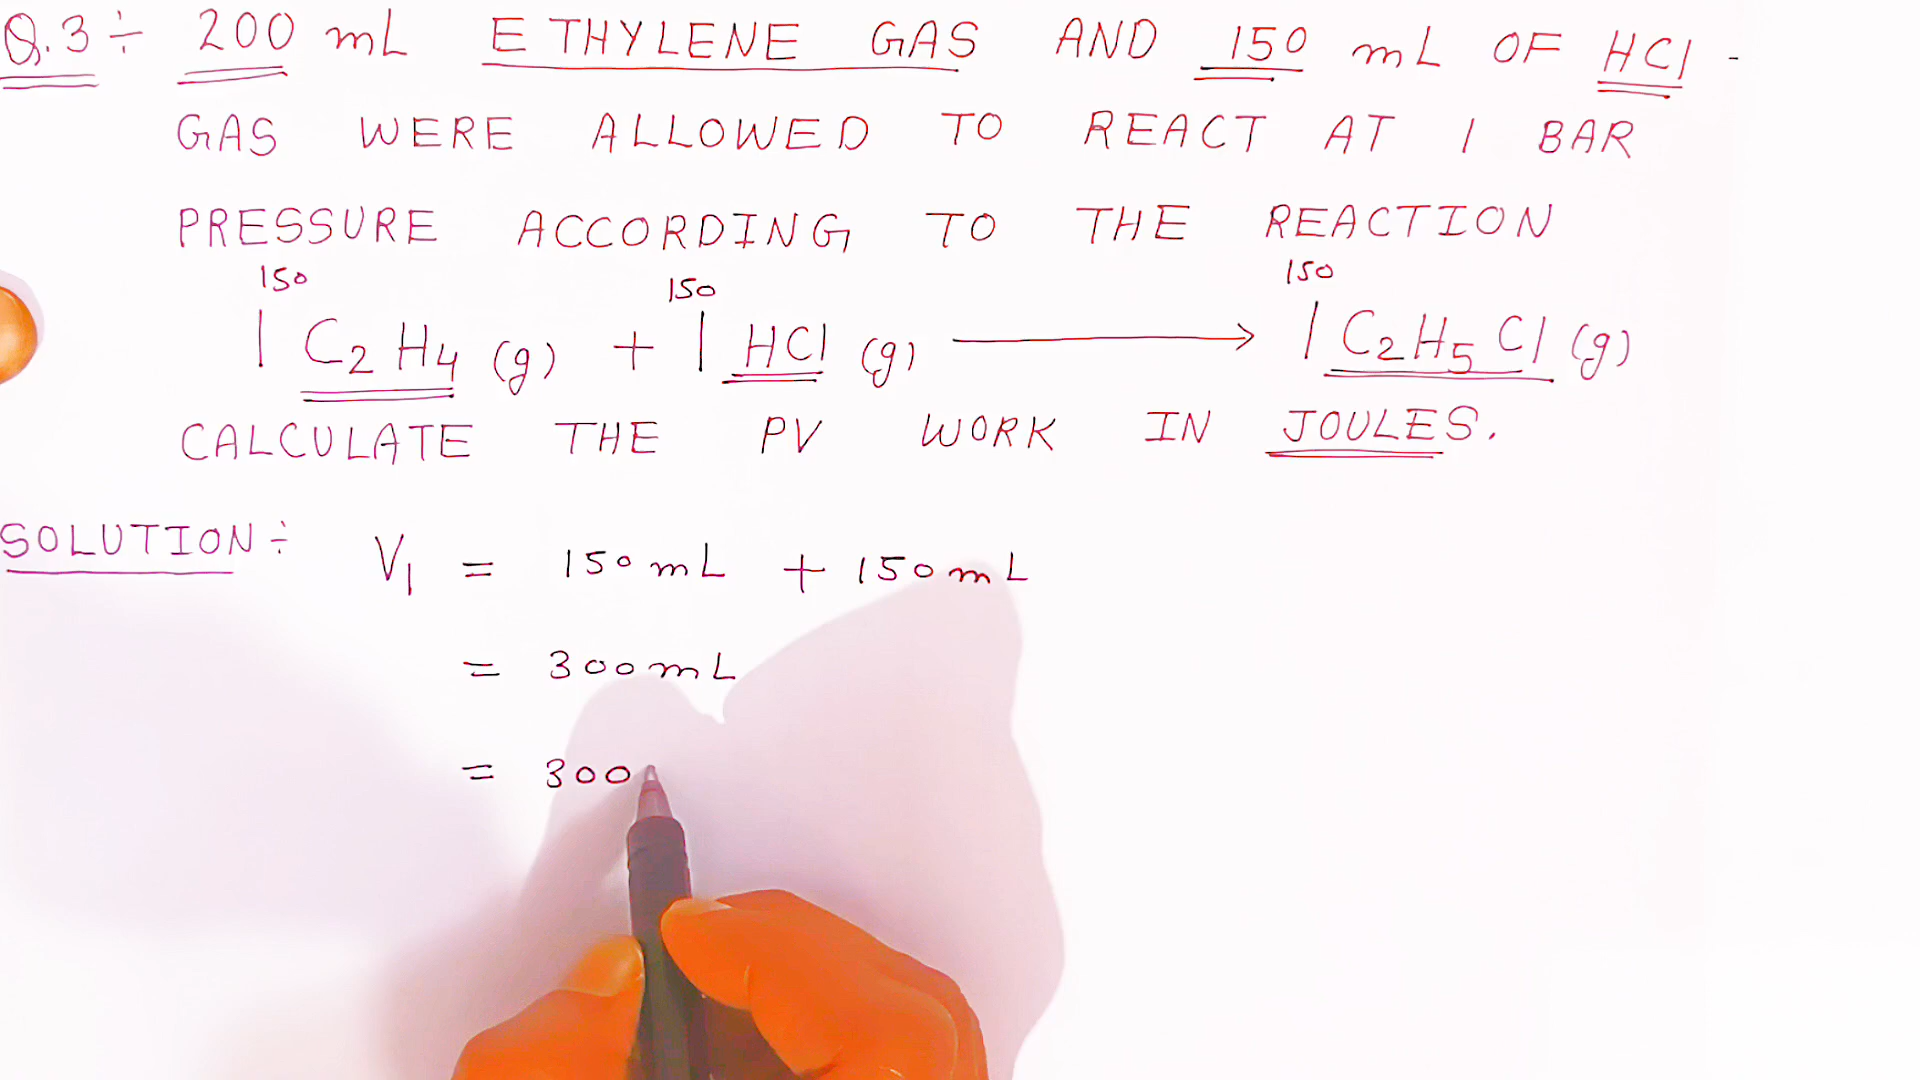 Q.3÷ 200 mL ETHYLENE GAS AND 150 mL OF HCl -
GAS WERE ALLOWED TO REACT AT 1 BAR
PRESSURE ACCORDING TO THE REACTION
150 150 150
1 C₂H₄ (g) + 1 HCl (g) ⟶ 1 C₂H₅Cl (g)
CALCULATE THE PV WORK IN JOULES.
SOLUTION÷ V₁ = 150 mL + 150 mL
= 300 mL
= 300